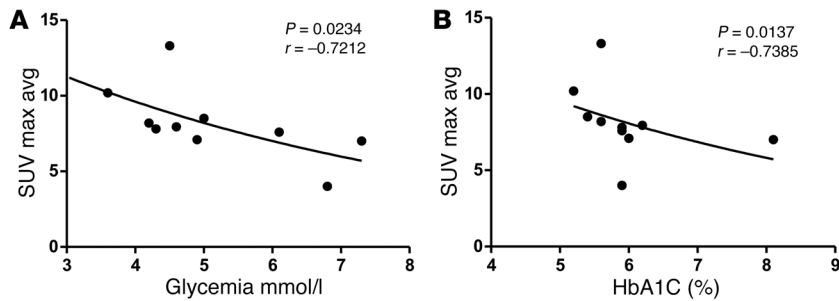 A
P = 0.0234
r = –0.7212
SUV max avg
15
10
5
0
3 4 5 6 7 8
Glycemia mmol/l
B
P = 0.0137
r = –0.7385
SUV max avg
15
10
5
0
4 5 6 7 8 9
HbA1C (%)